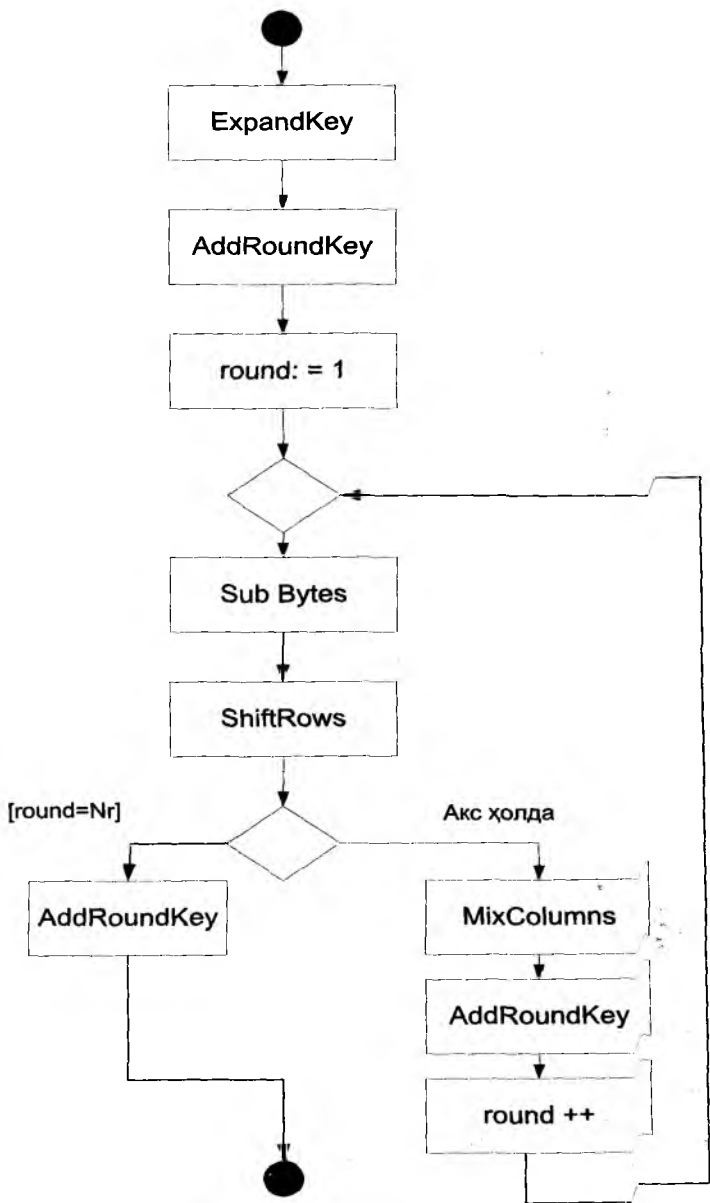 ExpandKey
AddRoundKey
round: = 1
Sub Bytes
ShiftRows
[round=Nr]
Акс ҳолда
AddRoundKey
MixColumns
AddRoundKey
round ++